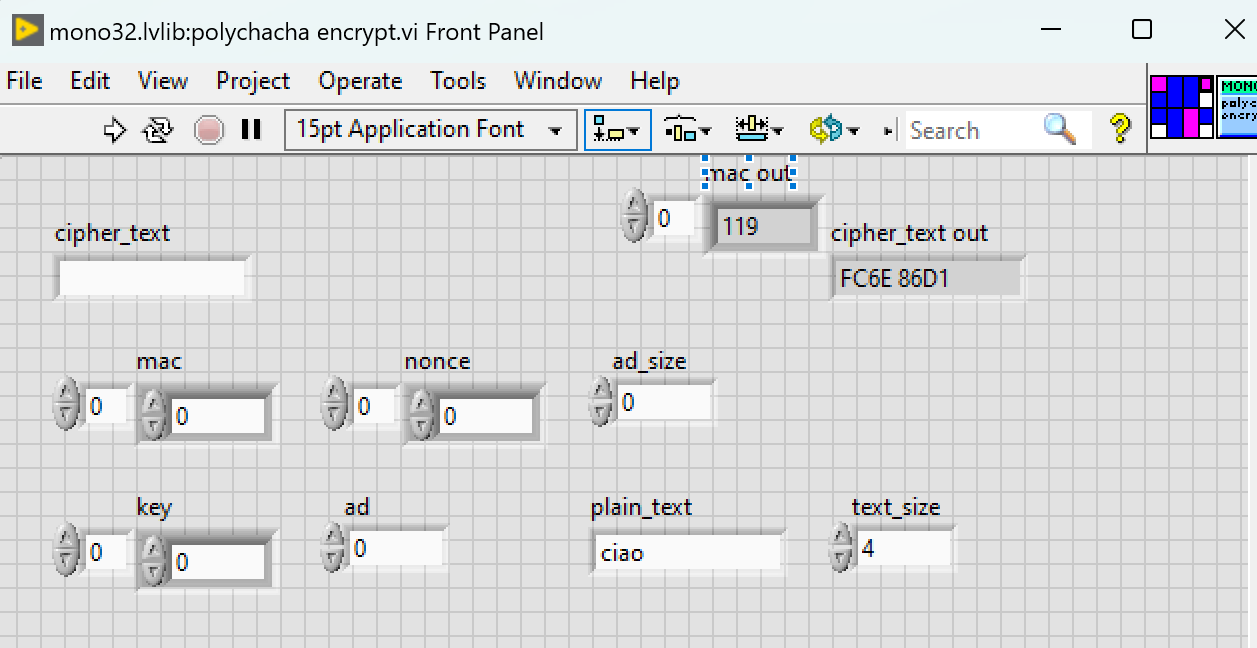 mono32.lvlib:polychacha encrypt.vi Front Panel
File Edit View Project Operate Tools Window Help
15pt Application Font
Search
?
MONO
polyc
encry
mac out
0
119
cipher_text
cipher_text out
FC6E 86D1
mac
nonce
ad_size
0
0
0
0
0
key
ad
plain_text
text_size
0
0
0
ciao
4